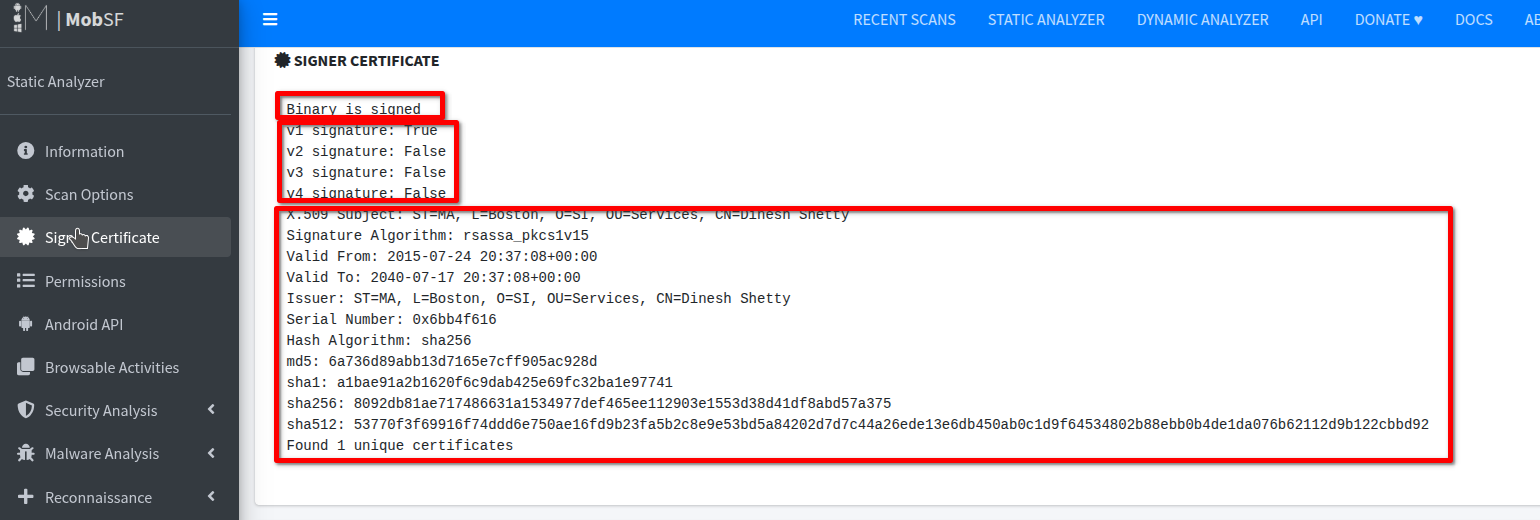 M | MobSF
RECENT SCANS STATIC ANALYZER DYNAMIC ANALYZER API DONATE ♥ DOCS AB
Static Analyzer
Information
Scan Options
Signer Certificate
Permissions
Android API
Browsable Activities
Security Analysis
Malware Analysis
Reconnaissance
SIGNER CERTIFICATE
Binary is signed
v1 signature: True
v2 signature: False
v3 signature: False
v4 signature: False
X.509 Subject: ST=MA, L=Boston, O=SI, OU=Services, CN=Dinesh Shetty
Signature Algorithm: rsassa_pkcs1v15
Valid From: 2015-07-24 20:37:08+00:00
Valid To: 2040-07-17 20:37:08+00:00
Issuer: ST=MA, L=Boston, O=SI, OU=Services, CN=Dinesh Shetty
Serial Number: 0x6bb4f616
Hash Algorithm: sha256
md5: 6a736d89abb13d7165e7cff905ac928d
sha1: a1bae91a2b1620f6c9dab425e69fc32ba1e97741
sha256: 8092db81ae717486631a1534977def465ee112903e1553d38d41df8abd57a375
sha512: 53770f3f69916f74ddd6e750ae16fd9b23fa5b2c8e9e53bd5a84202d7d7c44a26ede13e6db450ab0c1d9f64534802b88ebb0b4de1da076b62112d9b122cbbd92
Found 1 unique certificates